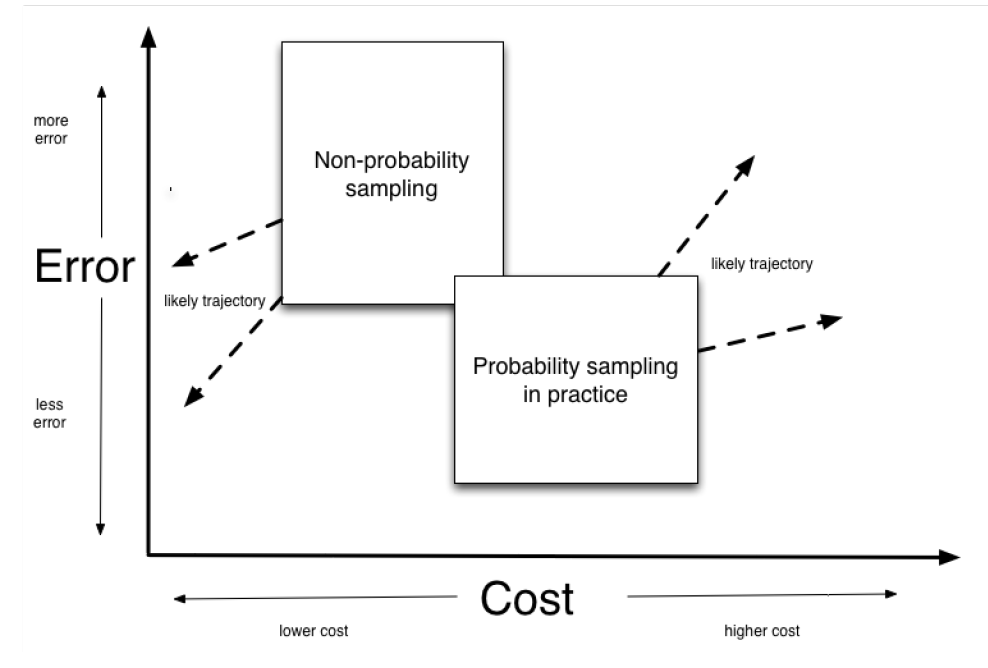 more
error
Non-probability
sampling
Error
likely trajectory
likely trajectory
Probability sampling
in practice
less
error
Cost
lower cost
higher cost